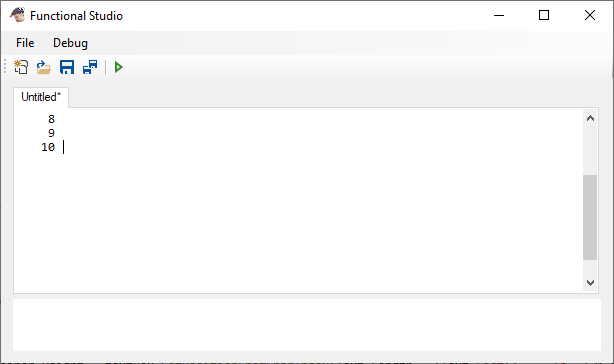 Functional Studio
File Debug
Untitled*
8
9
10